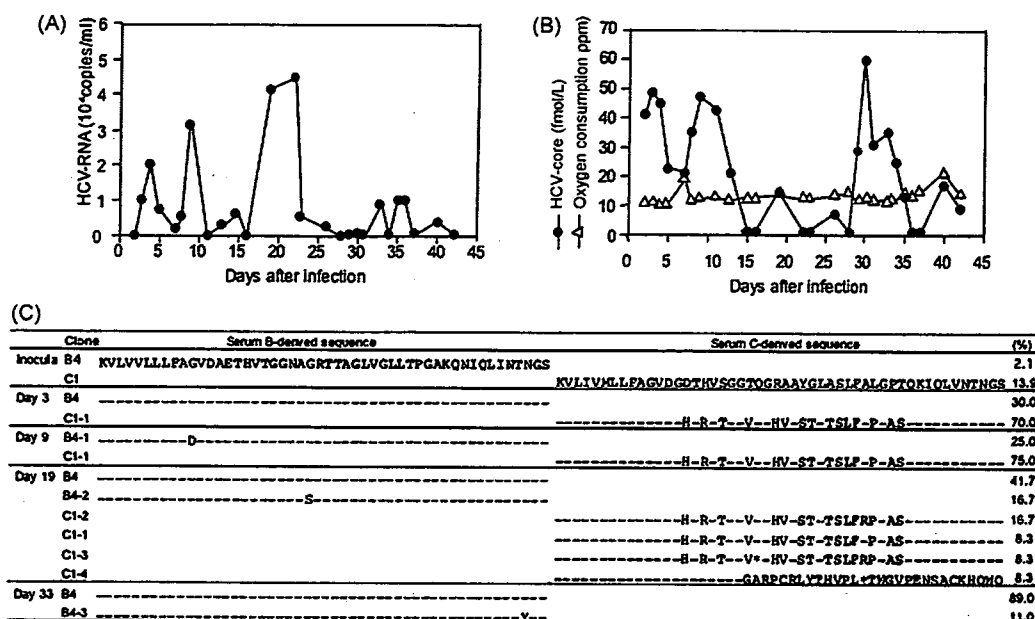 (A)
HCV-RNA (10⁴copies/ml)
6
5
4
3
2
1
0
0 5 10 15 20 25 30 35 40 45
Days after infection
(B)
HCV-core (fmol/L)
Oxygen consumption ppm)
70
60
50
40
30
20
10
0
0 5 10 15 20 25 30 35 40 45
Days after infection
(C)
Clone Serum B-derived sequence Serum C-derived sequence (%)
Inocula B4 KVLVVLLLFAGVDAETHVTGGNAGRTTAGLVGLLTPGAKQNIQLINTNGS 2.1
C1 KVLIVMLLFAGVDGDTHVSGGTQGRAAYGLASLFALGPTQKIQLVNTNGS 13.9
Day 3 B4 -------------------------------------------------- 30.0
C1-1 --------------H-R-T--V--HV-ST-TSLF-P-AS----------- 70.0
Day 9 B4-1 ----------D--------------------------------------- 25.0
C1-1 --------------H-R-T--V--HV-ST-TSLF-P-AS----------- 75.0
Day 19 B4 -------------------------------------------------- 41.7
B4-2 -----------------------S-------------------------- 16.7
C1-2 --------------H-R-T--V--HV-ST-TSLFRP-AS----------- 16.7
C1-1 --------------H-R-T--V--HV-ST-TSLF-P-AS----------- 8.3
C1-3 --------------H-R-T--V*-HV-ST-TSLFRP-AS----------- 8.3
C1-4 8.3
Day 33 B4 -------------------------------------------------- 89.0
B4-3 -----------------------------------------------Y-- 11.0